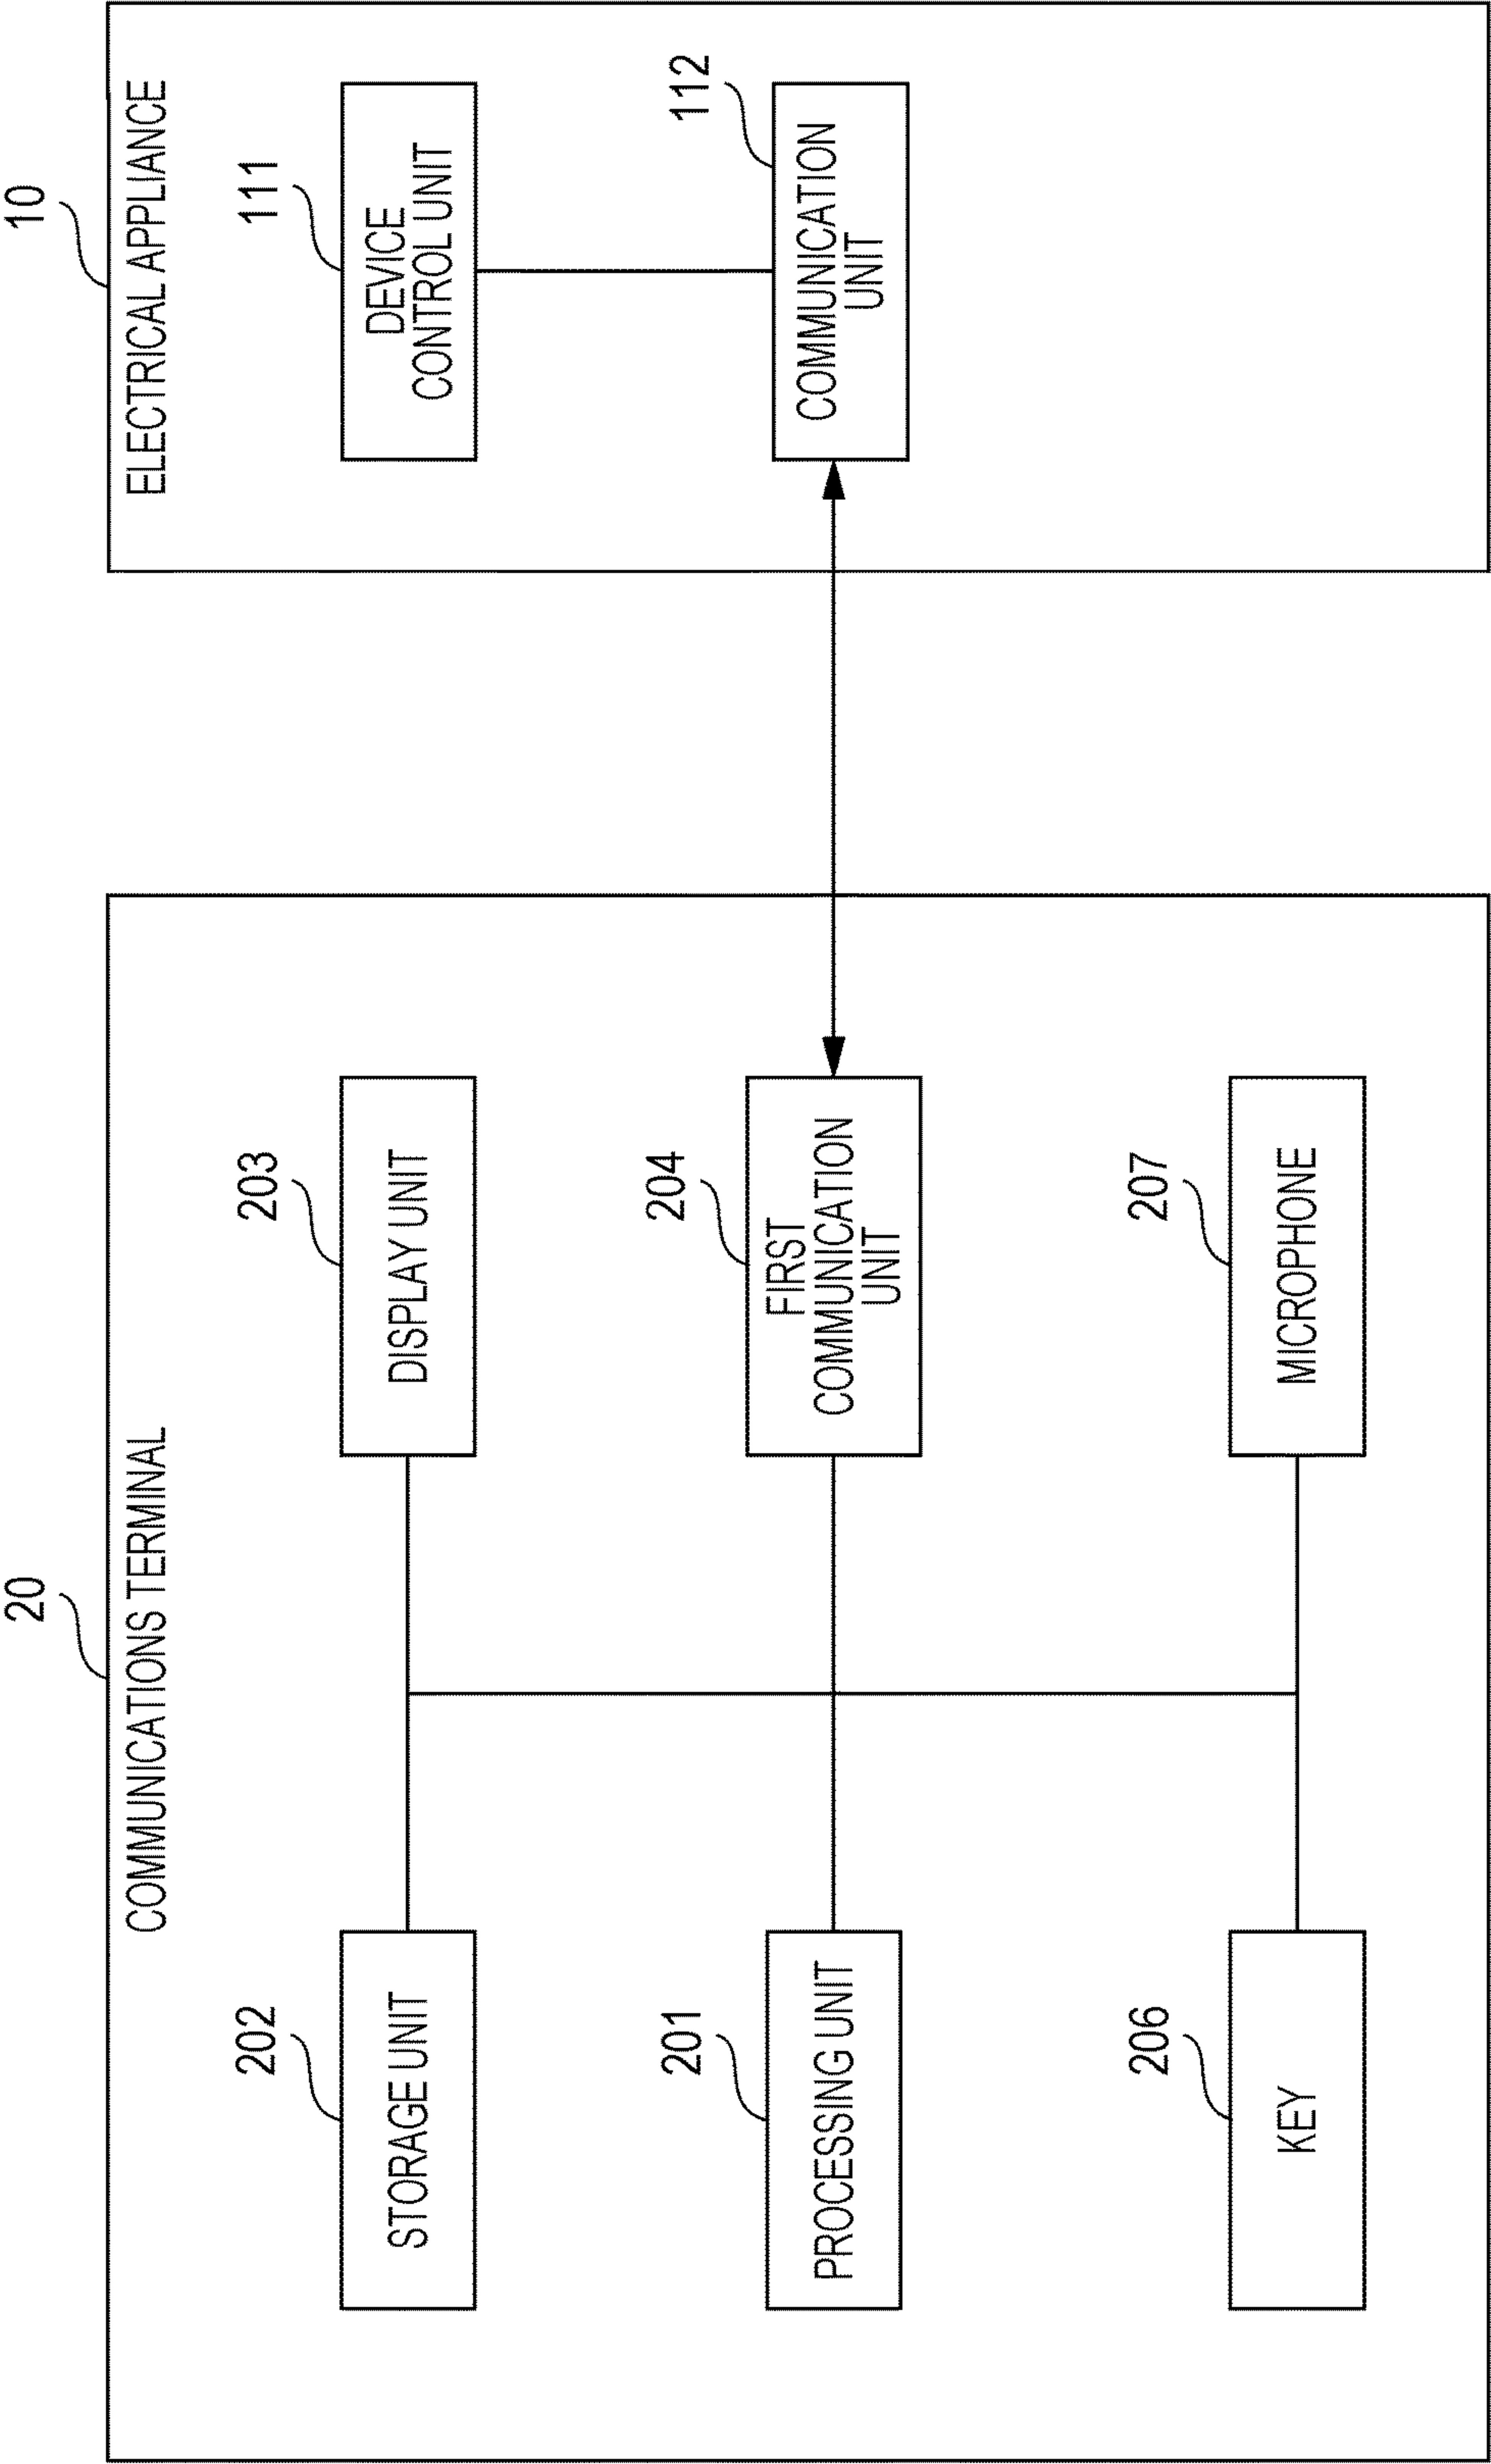 20
COMMUNICATIONS TERMINAL
202
STORAGE UNIT
203
DISPLAY UNIT
201
PROCESSING UNIT
204
FIRST
COMMUNICATION
UNIT
206
KEY
207
MICROPHONE
10
ELECTRICAL APPLIANCE
111
DEVICE
CONTROL UNIT
112
COMMUNICATION
UNIT